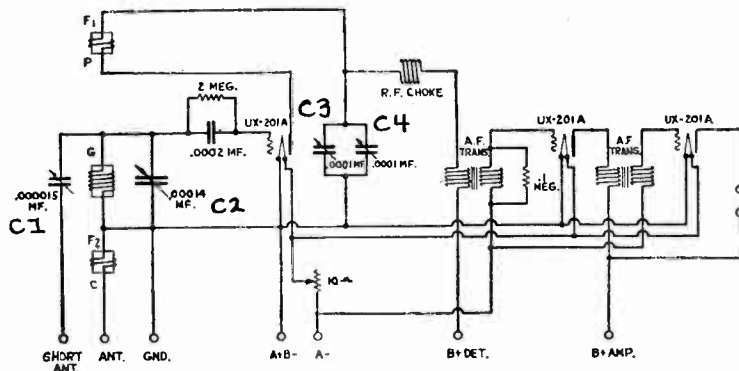 F1
P
2 MEG.
.0002 MF.
UX-201A
C3
C4
.0001 MF.
.0001 MF.
R.F. CHOKE
A.F. TRANS.
.1 MEG.
UX-201A
A.F. TRANS.
UX-201A
G
.000015 MF.
C1
.00014 MF.
C2
F2
C
10 Ω
SHORT ANT.
ANT.
GND.
A+B-
A-
B+DET.
B+AMP.